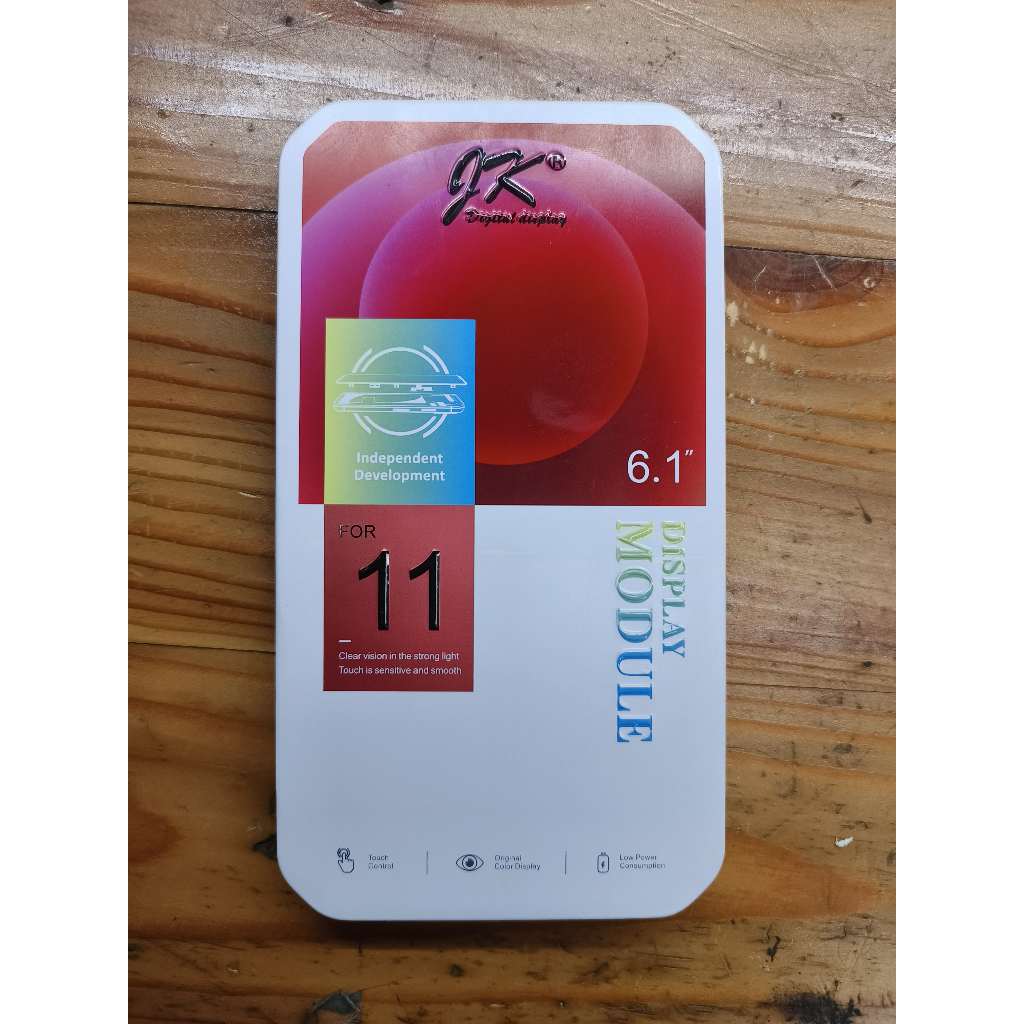 JK®
Digital display
Independent
Development
6.1"
FOR
11
Clear vision in the strong light
Touch is sensitive and smooth
DISPLAY
MODULE
Touch
Control
Original
Color Display
Low Power
Consumption